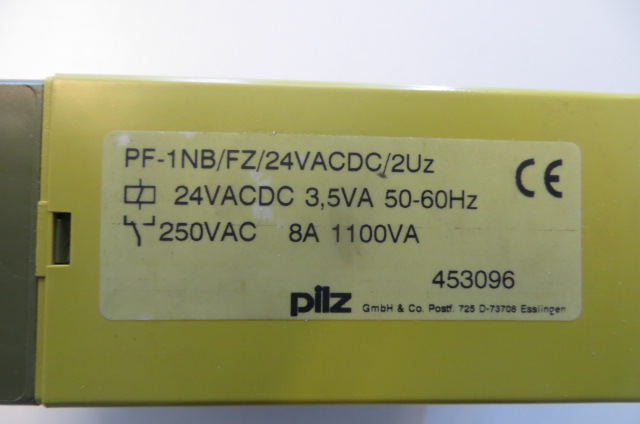 PF-1NB/FZ/24VACDC/2Uz
CE
24VACDC 3,5VA 50-60Hz
250VAC 8A 1100VA
453096
pilz GmbH & Co. Postf. 725 D-73708 Esslingen